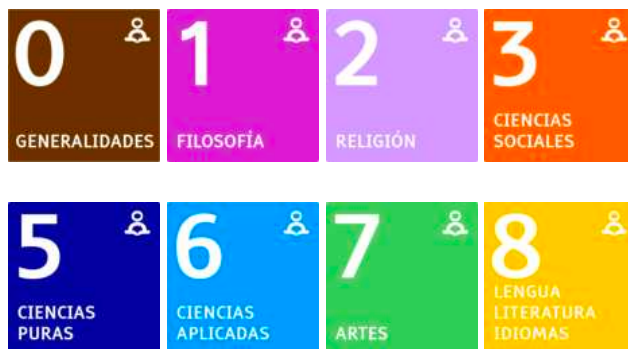 0
GENERALIDADES
1
FILOSOFÍA
2
RELIGIÓN
3
CIENCIAS
SOCIALES
5
CIENCIAS
PURAS
6
CIENCIAS
APLICADAS
7
ARTES
8
LENGUA
LITERATURA
IDIOMAS